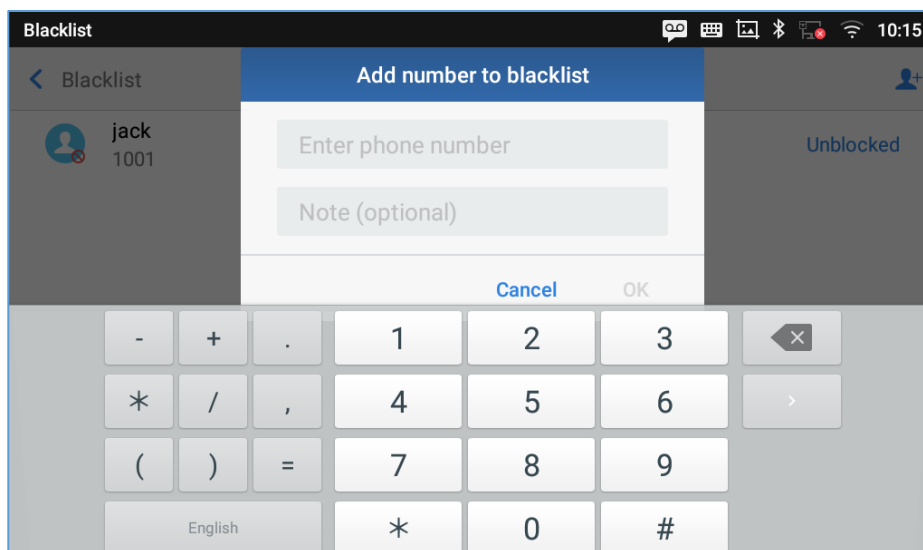 Blacklist 10:15
Blacklist
Add number to blacklist
jack
1001
Unblocked
Enter phone number
Note (optional)
Cancel OK
- + . 1 2 3
* / , 4 5 6
( ) = 7 8 9
English * 0 #